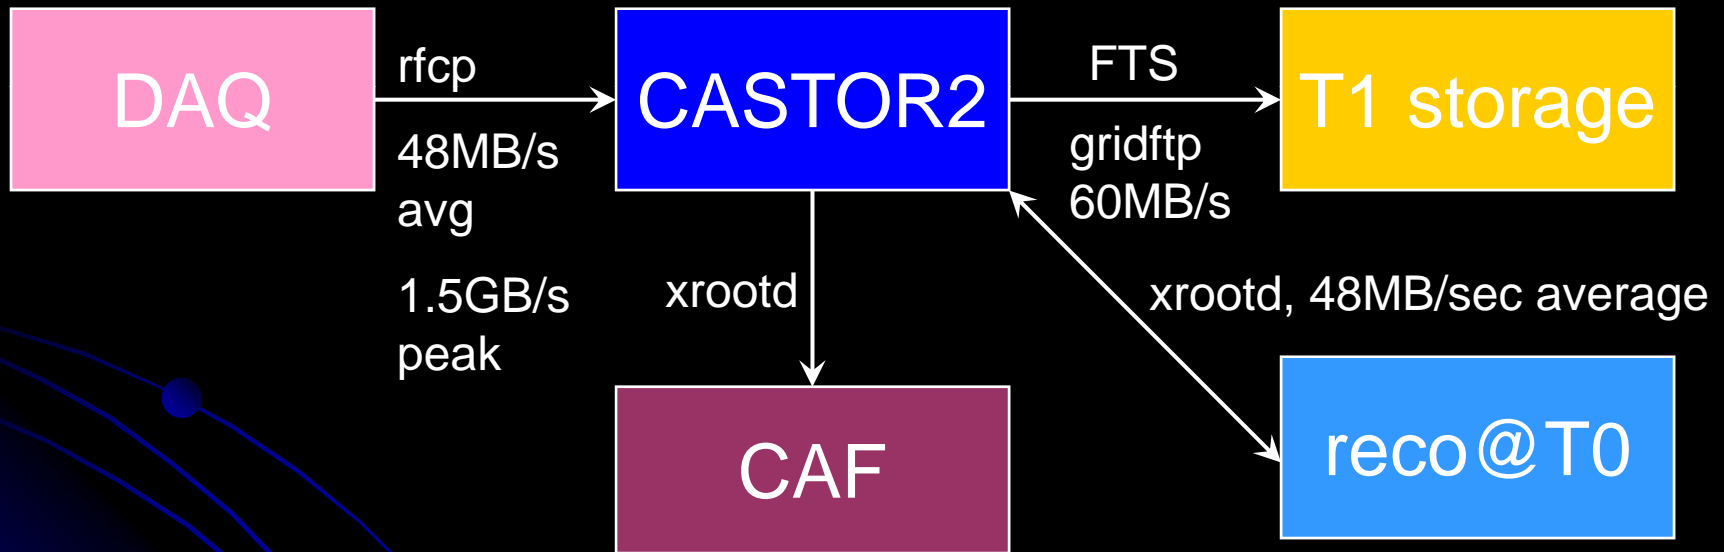 DAQ
rfcp
48MB/s
avg
1.5GB/s
peak
CASTOR2
FTS
gridftp
60MB/s
T1 storage
xrootd
xrootd, 48MB/sec average
CAF
reco@T0